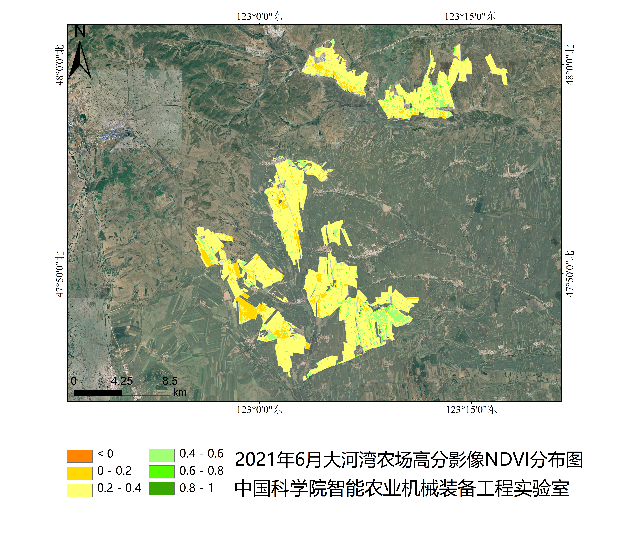 123°0'0"东 123°15'0"东
N
48°0'0"北 48°0'0"北
47°50'0"北 47°50'0"北
0 4.25 8.5
km
123°0'0"东 123°15'0"东
< 0 0.4 - 0.6
0 - 0.2 0.6 - 0.8
0.2 - 0.4 0.8 - 1
2021年6月大河湾农场高分影像NDVI分布图
中国科学院智能农业机械装备工程实验室